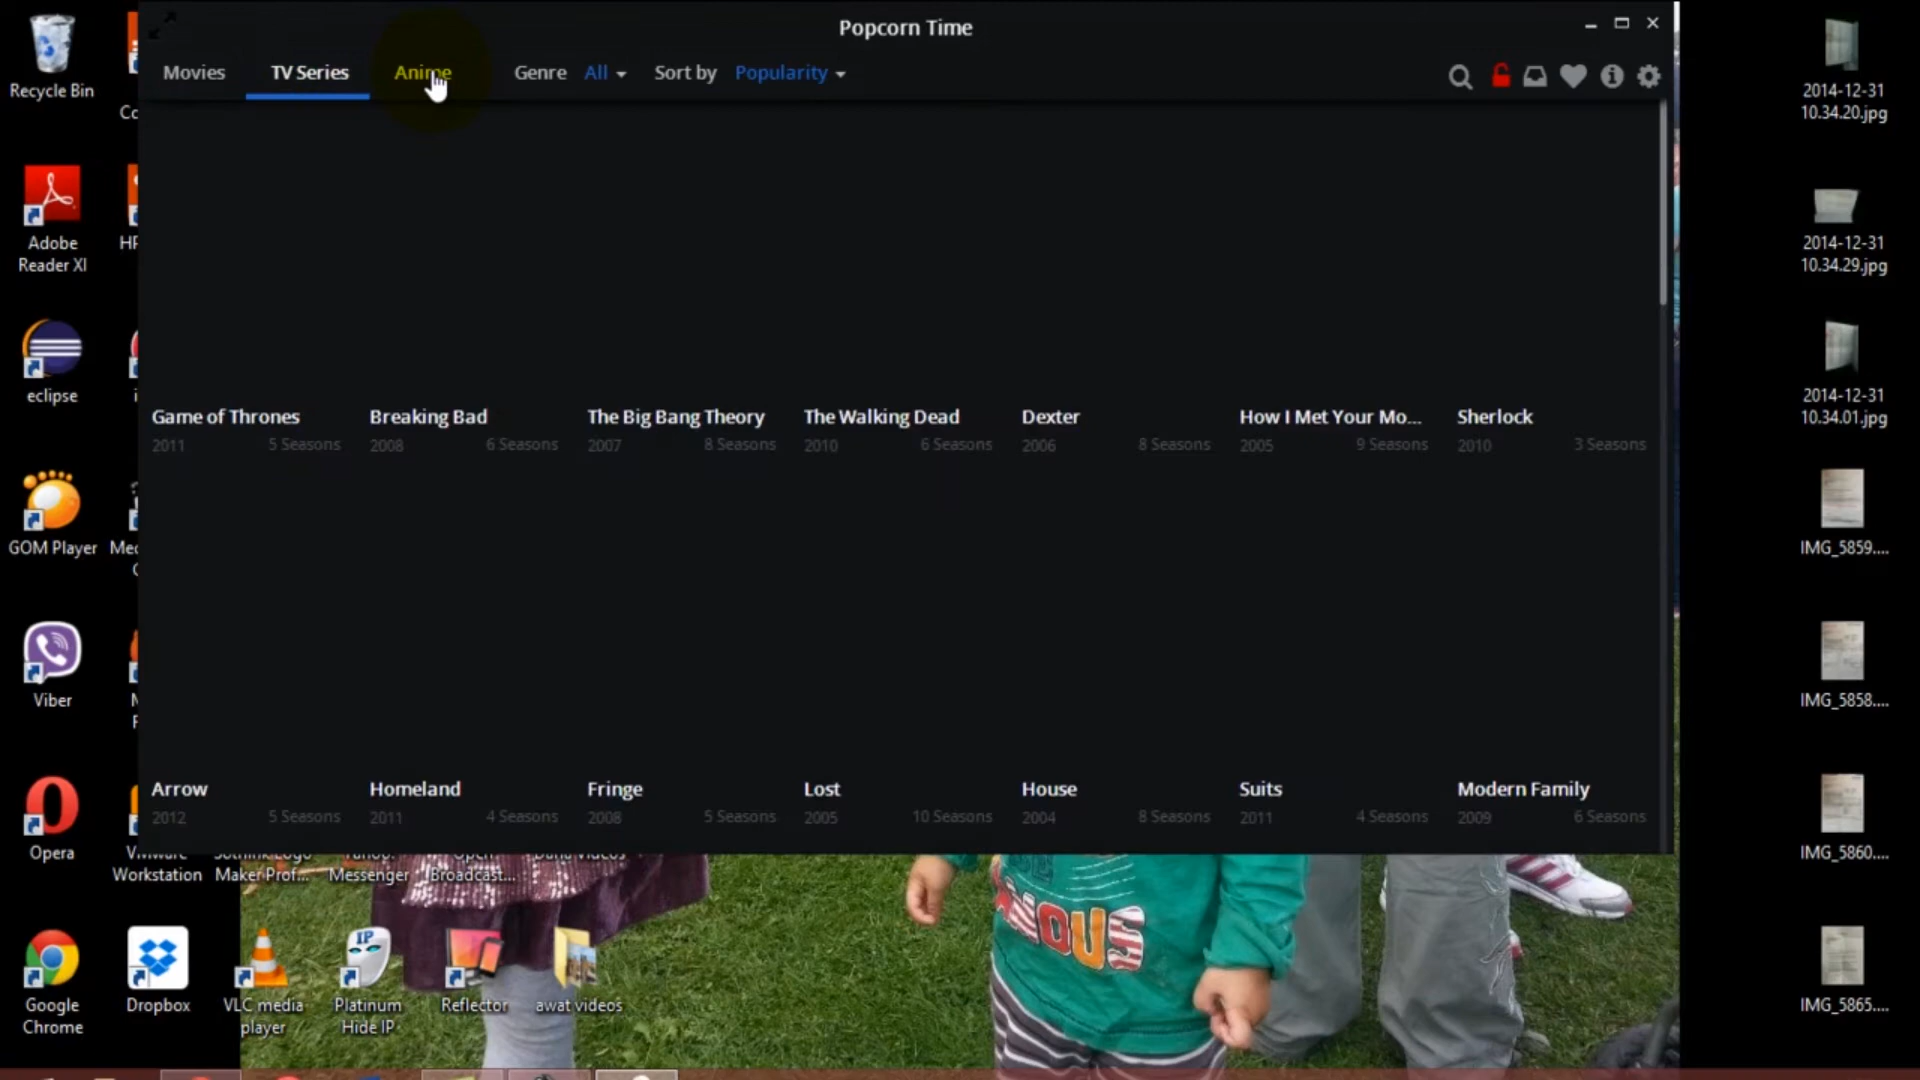 Popcorn Time
Movies TV Series Anime Genre All Sort by Popularity
Game of Thrones Breaking Bad The Big Bang Theory The Walking Dead Dexter How I Met Your Mo... Sherlock
2011 5 Seasons 2008 6 Seasons 2007 8 Seasons 2010 6 Seasons 2006 8 Seasons 2005 9 Seasons 2010 3 Seasons
Arrow Homeland Fringe Lost House Suits Modern Family
2012 5 Seasons 2011 4 Seasons 2008 5 Seasons 2005 10 Seasons 2004 8 Seasons 2011 4 Seasons 2009 6 Seasons
Recycle Bin
Adobe
Reader XI
eclipse
GOM Player
Viber
Opera
Workstation Maker Prof... Messenger Broadcast...
Google
Chrome
Dropbox
VLC media
player
IP
Platinum
Hide IP
Reflector
awat videos
2014-12-31
10.34.20.jpg
2014-12-31
10.34.29.jpg
2014-12-31
10.34.01.jpg
IMG_5859....
IMG_5858....
IMG_5860....
IMG_5865....